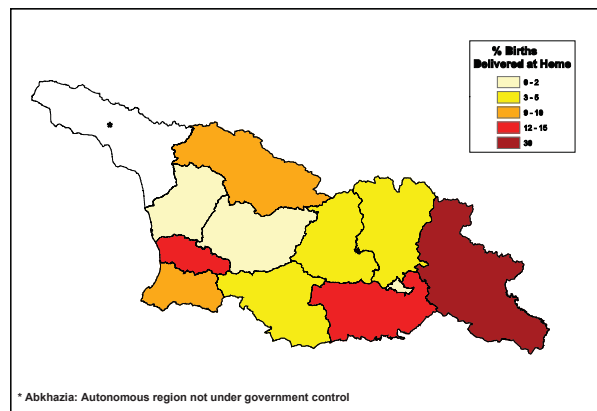 % Births
Delivered at Home
0 - 2
3 - 5
9 - 10
12 - 15
30
*
* Abkhazia: Autonomous region not under government control